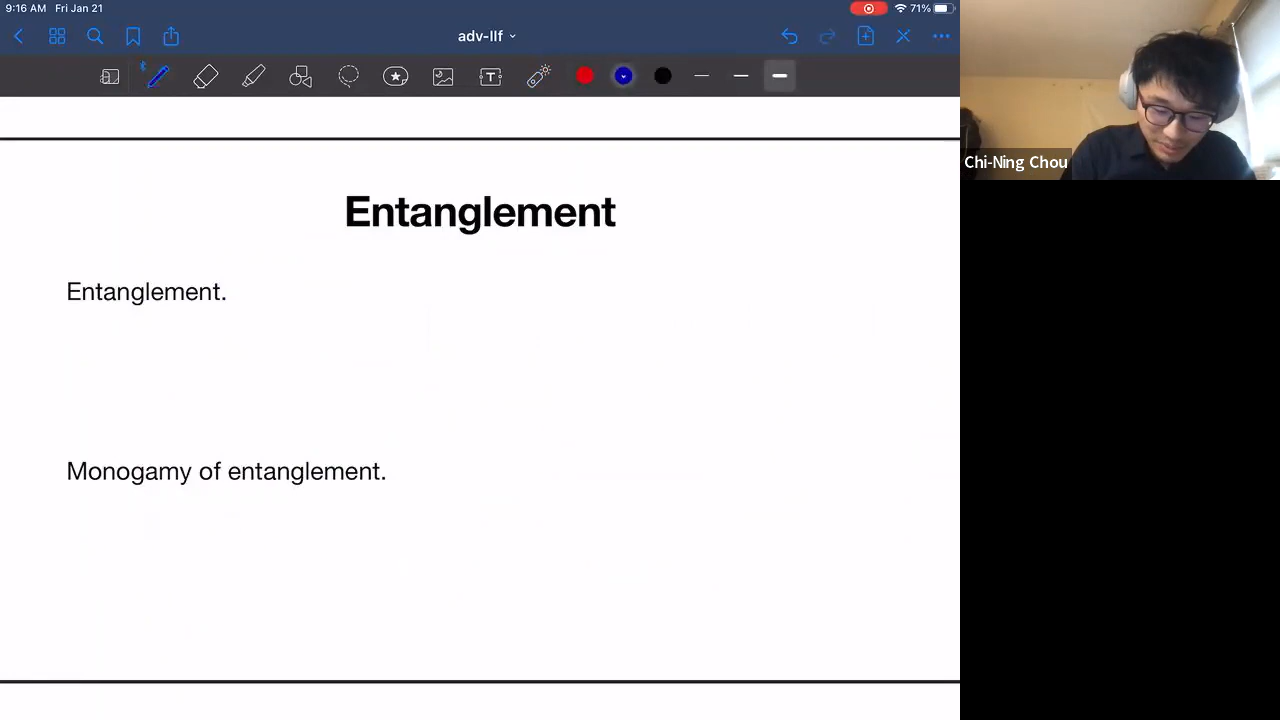 9:16 AM Fri Jan 21
71%
adv-llf
T
Chi-Ning Chou
Entanglement
Entanglement.
Monogamy of entanglement.